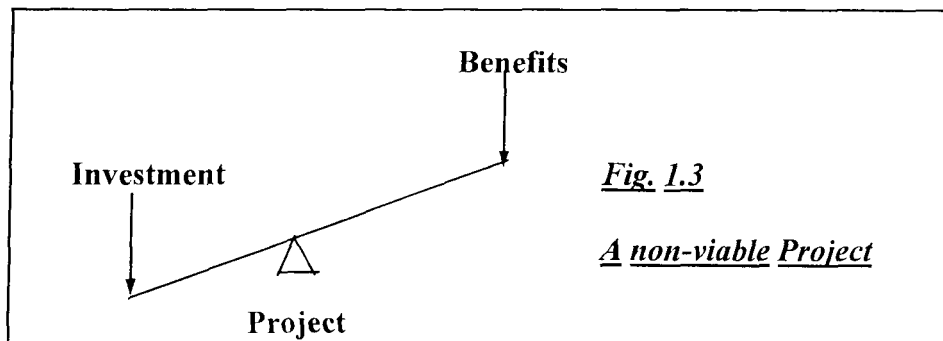 Benefits
Investment
Fig. 1.3
A non-viable Project
Project